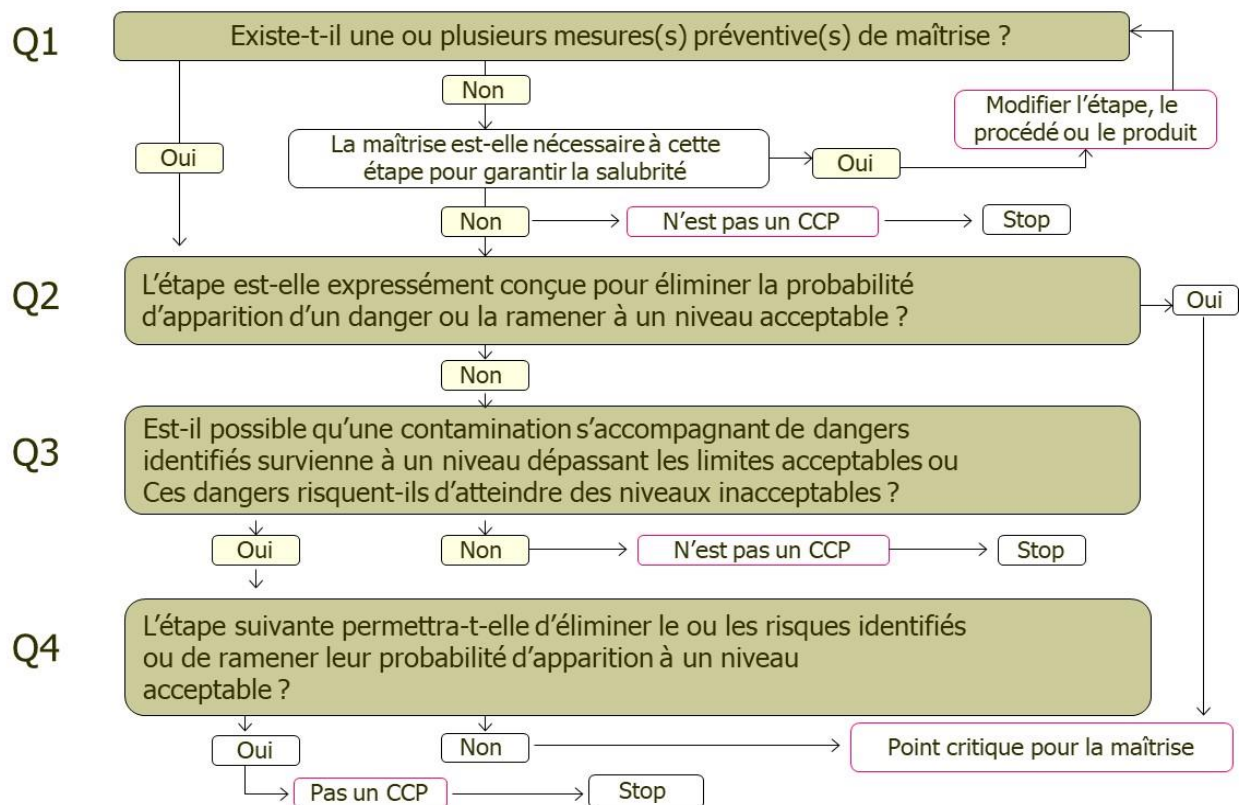 Q1
Existe-t-il une ou plusieurs mesures(s) préventive(s) de maîtrise ?
Non
Modifier l'étape, le
procédé ou le produit
Oui
La maîtrise est-elle nécessaire à cette
étape pour garantir la salubrité
Oui
Non
N'est pas un CCP
Stop
Q2
L'étape est-elle expressément conçue pour éliminer la probabilité
d'apparition d'un danger ou la ramener à un niveau acceptable ?
Oui
Non
Q3
Est-il possible qu'une contamination s'accompagnant de dangers
identifiés survienne à un niveau dépassant les limites acceptables ou
Ces dangers risquent-ils d'atteindre des niveaux inacceptables ?
Oui
Non
N'est pas un CCP
Stop
Q4
L'étape suivante permettra-t-elle d'éliminer le ou les risques identifiés
ou de ramener leur probabilité d'apparition à un niveau
acceptable ?
Oui
Non
Point critique pour la maîtrise
Pas un CCP
Stop